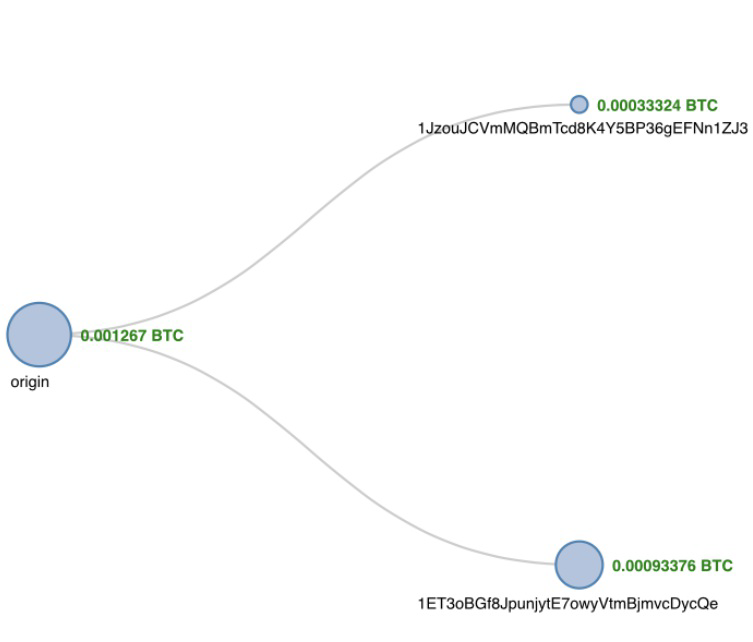 0.00033324 BTC
1JzouJCVmMQBmTcd8K4Y5BP36gEFNn1ZJ3
0.001267 BTC
origin
0.00093376 BTC
1ET3oBGf8JpunjytE7owyVtmBjmvcDycQe